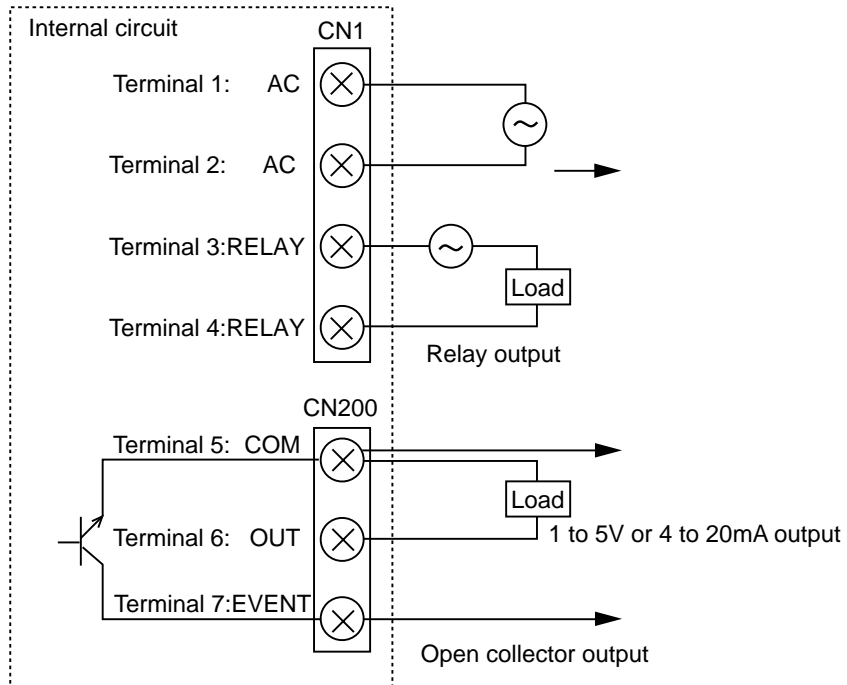 Internal circuit
CN1
Terminal 1: AC
Terminal 2: AC
Terminal 3:RELAY
Load
Terminal 4:RELAY
Relay output
CN200
Terminal 5: COM
Load
1 to 5V or 4 to 20mA output
Terminal 6: OUT
Terminal 7:EVENT
Open collector output